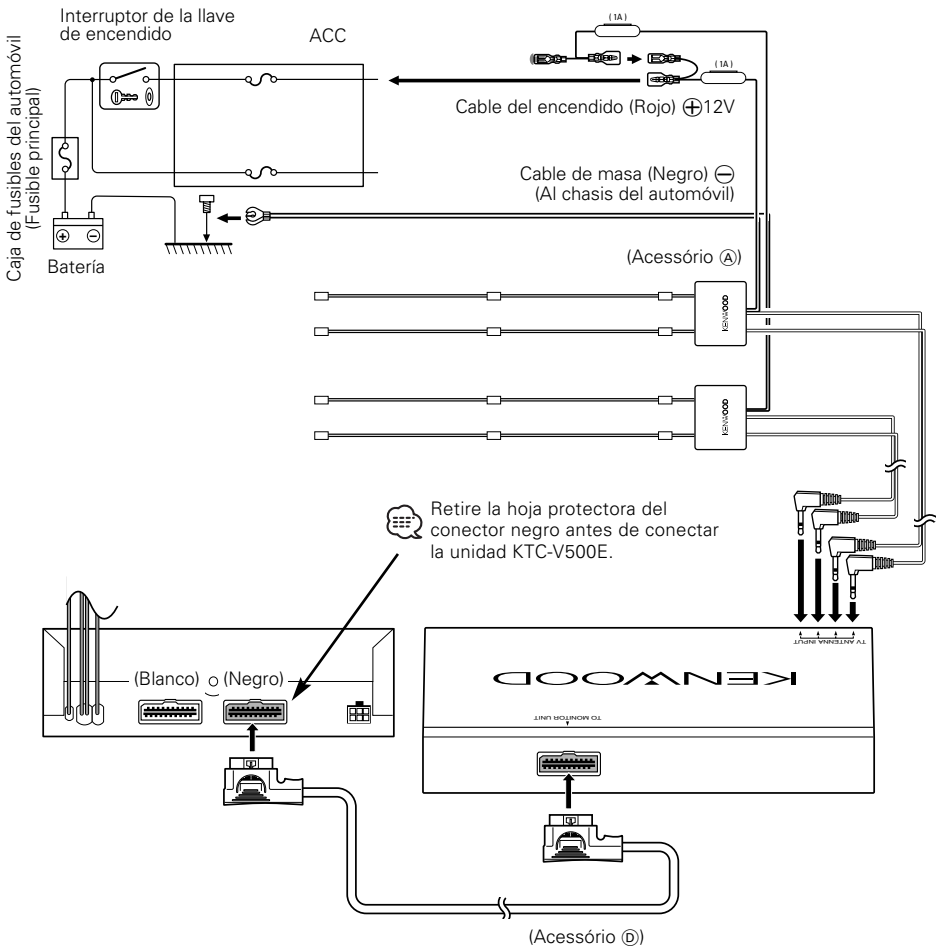 Interruptor de la llave
de encendido
ACC
(1A)
(1A)
Cable del encendido (Rojo) ⊕12V
Caja de fusibles del automóvil
(Fusible principal)
Cable de masa (Negro) ⊖
(Al chasis del automóvil)
⊕ ⊖
Batería
(Acessório Ⓐ)
KENWOOD
KENWOOD
Retire la hoja protectora del
conector negro antes de conectar
la unidad KTC-V500E.
TV ANTENNA INPUT
KENWOOD
(Blanco) (Negro)
TO MONITOR UNIT
(Acessório Ⓓ)